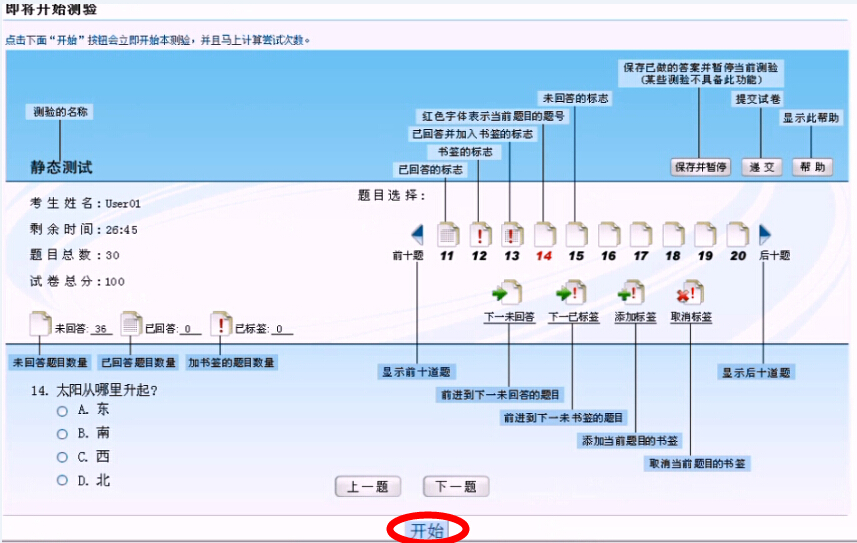 即将开始测验
点击下面“开始”按钮会立即开始本测验，并且马上计算尝试次数。
保存已做的答案并暂停当前测验
(某些测验不具备此功能)
未回答的标志
提交试卷
测验的名称
红色字体表示当前题目的题号
显示此帮助
已回答并加入书签的标志
书签的标志
已回答的标志
静态测试
保存并暂停
递 交
帮 助
考 生 姓 名：User01
题目选择：
剩 余 时 间：26:45
题 目 总 数：30
试 卷 总 分：100
前十题 11 12 13 14 15 16 17 18 19 20 后十题
下一未回答 下一已标签 添加标签 取消标签
未回答: 36 已回答: 0 已标签: 0
未回答题目数量 已回答题目数量 加书签的题目数量
显示前十道题
显示后十道题
14. 太阳从哪里升起?
前进到下一未回答的题目
A. 东
前进到下一未书签的题目
B. 南
添加当前题目的书签
C. 西
取消当前题目的书签
D. 北
上一题
下一题
开始